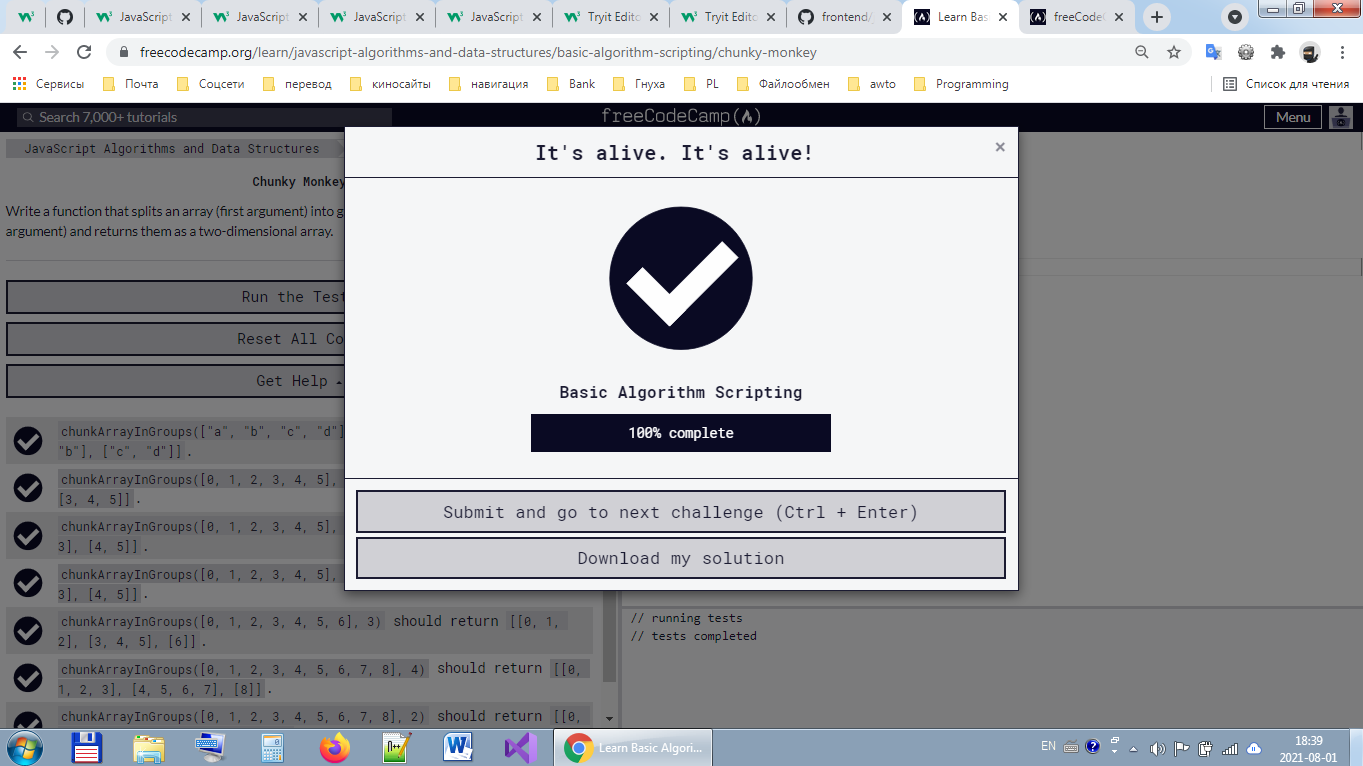 JavaScript
JavaScript
JavaScript
JavaScript
Tryit Edito
Tryit Edito
frontend/
Learn Bas
freeCodeC
freecodecamp.org/learn/javascript-algorithms-and-data-structures/basic-algorithm-scripting/chunky-monkey
Сервисы Почта Соцсети перевод киносайты навигация Bank Гнуха PL Файлообмен awto Programming Список для чтения
Search 7,000+ tutorials
freeCodeCamp
Menu
JavaScript Algorithms and Data Structures
Chunky Monkey
Write a function that splits an array (first argument) into g
argument) and returns them as a two-dimensional array.
Run the Test
Reset All Co
Get Help
chunkArrayInGroups(["a", "b", "c", "d"]
"b"], ["c", "d"]].
chunkArrayInGroups([0, 1, 2, 3, 4, 5],
[3, 4, 5]].
chunkArrayInGroups([0, 1, 2, 3, 4, 5],
3], [4, 5]].
chunkArrayInGroups([0, 1, 2, 3, 4, 5],
3], [4, 5]].
chunkArrayInGroups([0, 1, 2, 3, 4, 5, 6], 3) should return [[0, 1,
2], [3, 4, 5], [6]].
chunkArrayInGroups([0, 1, 2, 3, 4, 5, 6, 7, 8], 4) should return [[0,
1, 2, 3], [4, 5, 6, 7], [8]].
chunkArrayInGroups([0, 1, 2, 3, 4, 5, 6, 7, 8], 2) should return [[0,
It's alive. It's alive!
×
Basic Algorithm Scripting
100% complete
Submit and go to next challenge (Ctrl + Enter)
Download my solution
// running tests
// tests completed
Learn Basic Algori...
EN
18:39
2021-08-01